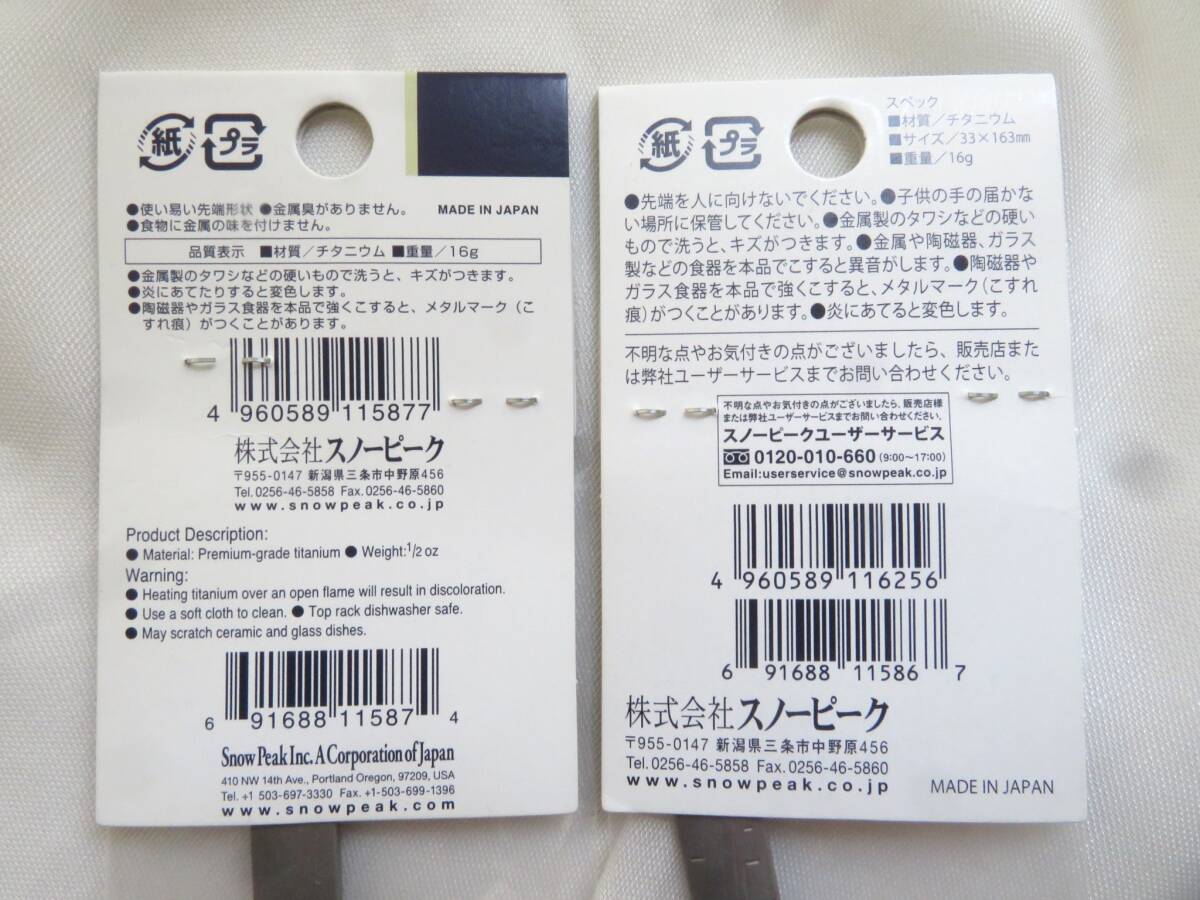 紙 プラ
●使い易い先端形状 ●金属臭がありません。
●食物に金属の味を付けません。
MADE IN JAPAN
品質表示 ■材質/チタニウム ■重量/16g
●金属製のタワシなどの硬いもので洗うと、キズがつきます。
●炎にあてたりすると変色します。
●陶磁器やガラス食器を本品で強くこすると、メタルマーク(こ
すれ痕)がつくことがあります。
4 960589 115877
株式会社スノーピーク
〒955-0147 新潟県三条市中野原456
Tel.0256-46-5858 Fax.0256-46-5860
www.snowpeak.co.jp
Product Description:
● Material: Premium-grade titanium ● Weight:1/2 oz
Warning:
● Heating titanium over an open flame will result in discoloration.
● Use a soft cloth to clean. ● Top rack dishwasher safe.
● May scratch ceramic and glass dishes.
6 91688 11587 4
Snow Peak Inc. A Corporation of Japan
410 NW 14th Ave., Portland Oregon, 97209, USA
Tel. +1 503-697-3330 Fax. +1-503-699-1396
www.snowpeak.com
紙 プラ
スペック
■材質/チタニウム
■サイズ/33×163㎜
■重量/16g
●先端を人に向けないでください。●子供の手の届かな
い場所に保管してください。●金属製のタワシなどの硬い
もので洗うと、キズがつきます。●金属や陶磁器、ガラス
製などの食器を本品でこすると異音がします。●陶磁器や
ガラス食器を本品で強くこすると、メタルマーク(こすれ
痕)がつくことがあります。●炎にあてると変色します。
不明な点やお気付きの点がございましたら、販売店また
は弊社ユーザーサービスまでお問い合わせください。
不明な点やお気付きの点がございましたら、販売店様
または弊社ユーザーサービスまでお問い合わせください。
スノーピークユーザーサービス
0120-010-660 (9:00~17:00)
Email:userservice@snowpeak.co.jp
4 960589 116256
6 91688 11586 7
株式会社スノーピーク
〒955-0147 新潟県三条市中野原456
Tel.0256-46-5858 Fax.0256-46-5860
www.snowpeak.co.jp
MADE IN JAPAN